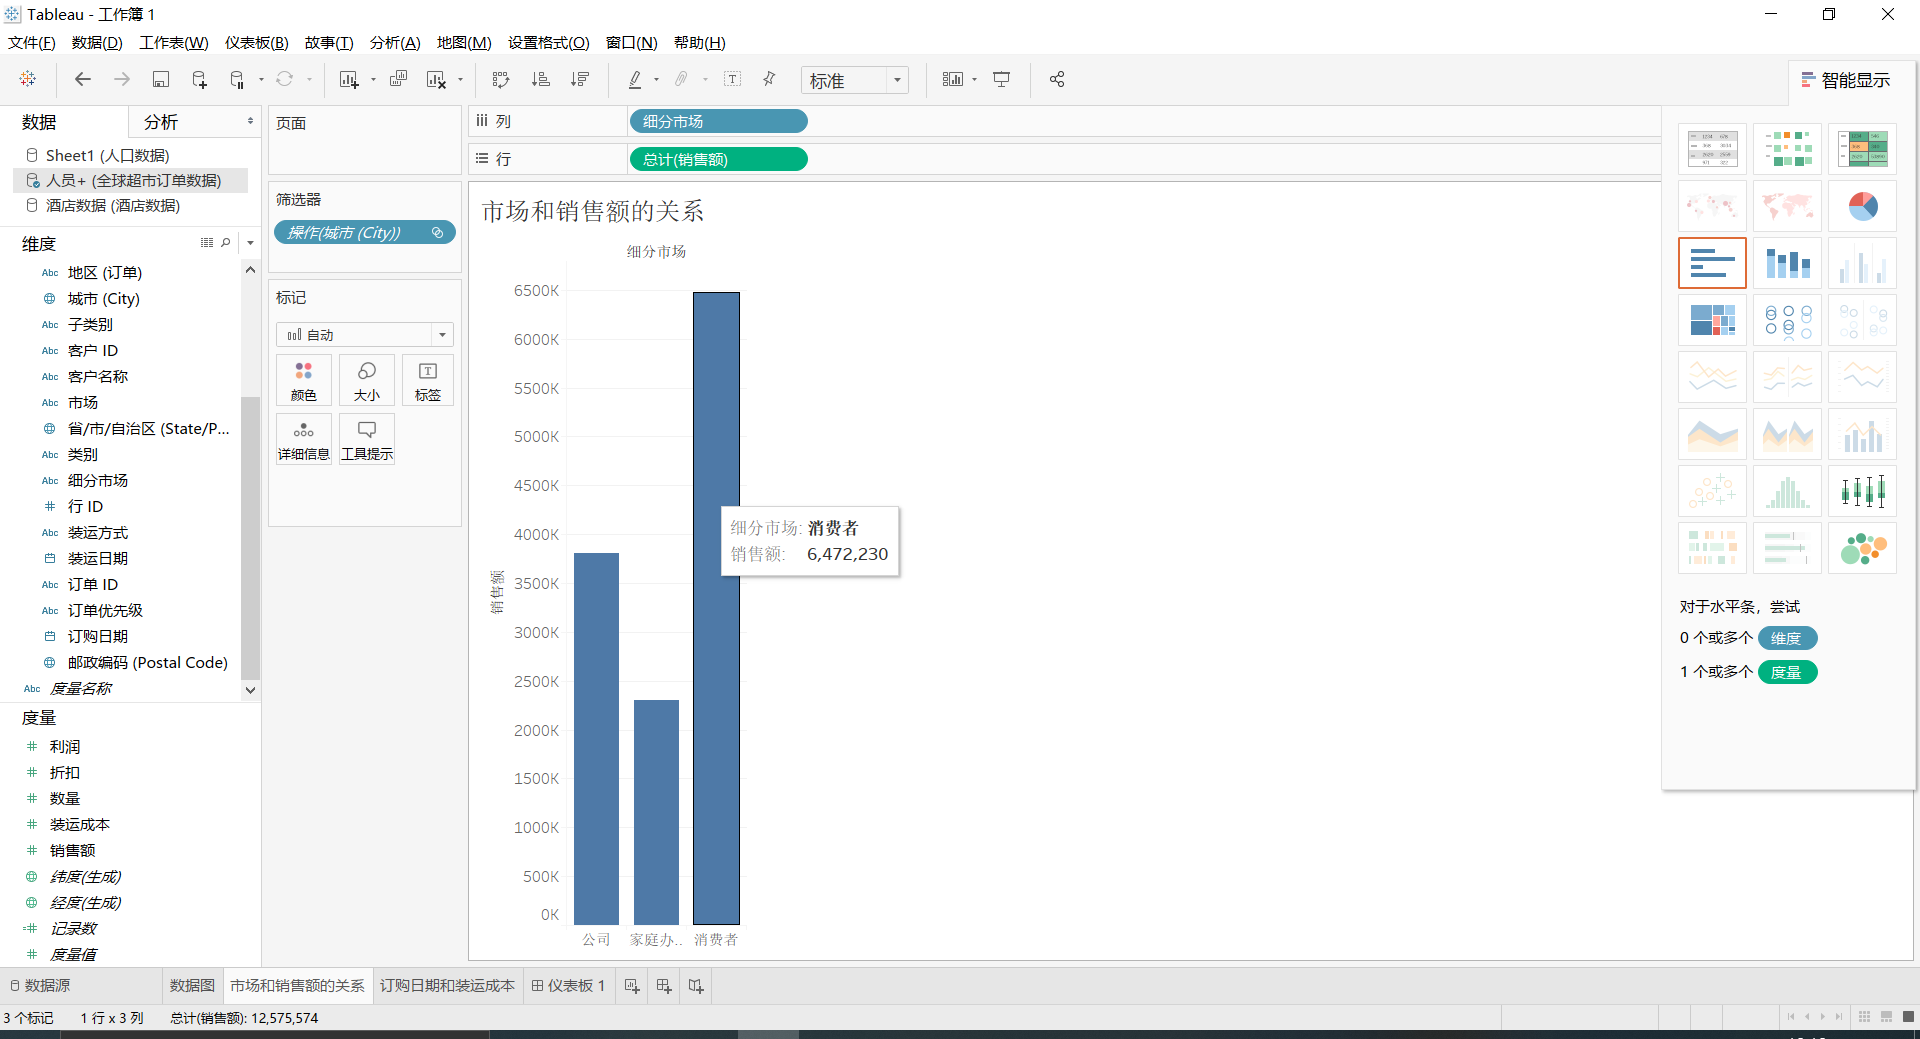 Tableau - 工作簿 1
文件(F) 数据(D) 工作表(W) 仪表板(B) 故事(T) 分析(A) 地图(M) 设置格式(O) 窗口(N) 帮助(H)
标准
智能显示
数据 分析
Sheet1 (人口数据)
人员+ (全球超市订单数据)
酒店数据 (酒店数据)
维度
Abc 地区 (订单)
城市 (City)
Abc 子类别
Abc 客户 ID
Abc 客户名称
Abc 市场
省/市/自治区 (State/P...
Abc 类别
Abc 细分市场
行 ID
Abc 装运方式
装运日期
Abc 订单 ID
Abc 订单优先级
订购日期
邮政编码 (Postal Code)
Abc 度量名称
度量
利润
折扣
数量
装运成本
销售额
纬度(生成)
经度(生成)
记录数
度量值
页面
筛选器
操作(城市 (City))
标记
自动
颜色 大小 标签
详细信息 工具提示
列 细分市场
行 总计(销售额)
市场和销售额的关系
细分市场
6500K
6000K
5500K
5000K
4500K
4000K
3500K
3000K
2500K
2000K
1500K
1000K
500K
0K
销售额
公司 家庭办.. 消费者
细分市场: 消费者
销售额: 6,472,230
对于水平条，尝试
0 个或多个 维度
1 个或多个 度量
数据源 数据图 市场和销售额的关系 订购日期和装运成本 仪表板 1
3 个标记 1 行 x 3 列 总计(销售额): 12,575,574